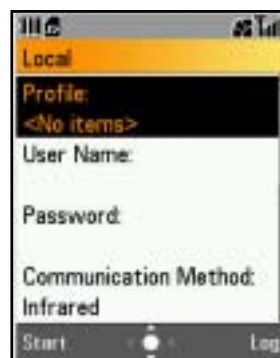 Local
Profile:
<No items>
User Name:
Password:
Communication Method:
Infrared
Start Log